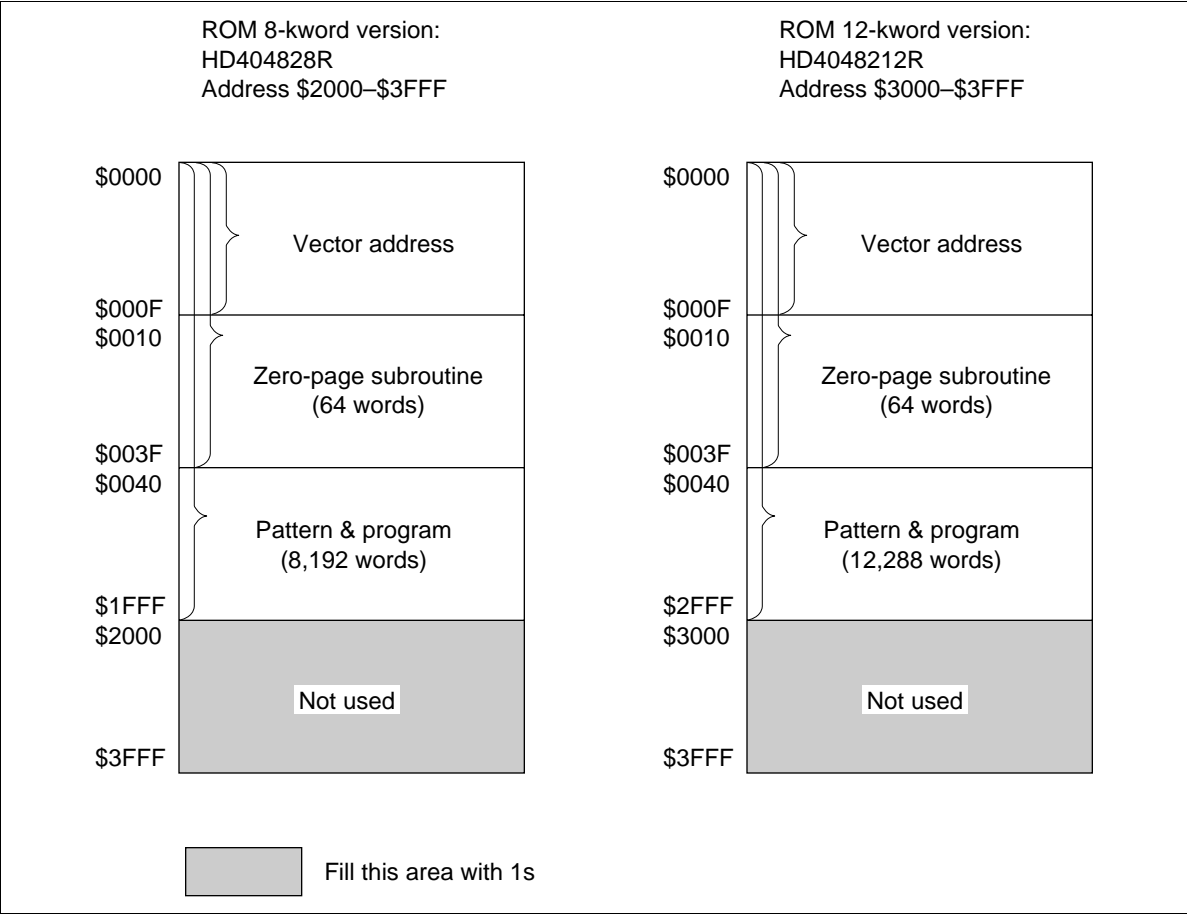 ROM 8-kword version:
HD404828R
Address $2000–$3FFF
$0000
Vector address
$000F
$0010
Zero-page subroutine
(64 words)
$003F
$0040
Pattern & program
(8,192 words)
$1FFF
$2000
Not used
$3FFF
ROM 12-kword version:
HD4048212R
Address $3000–$3FFF
$0000
Vector address
$000F
$0010
Zero-page subroutine
(64 words)
$003F
$0040
Pattern & program
(12,288 words)
$2FFF
$3000
Not used
$3FFF
Fill this area with 1s